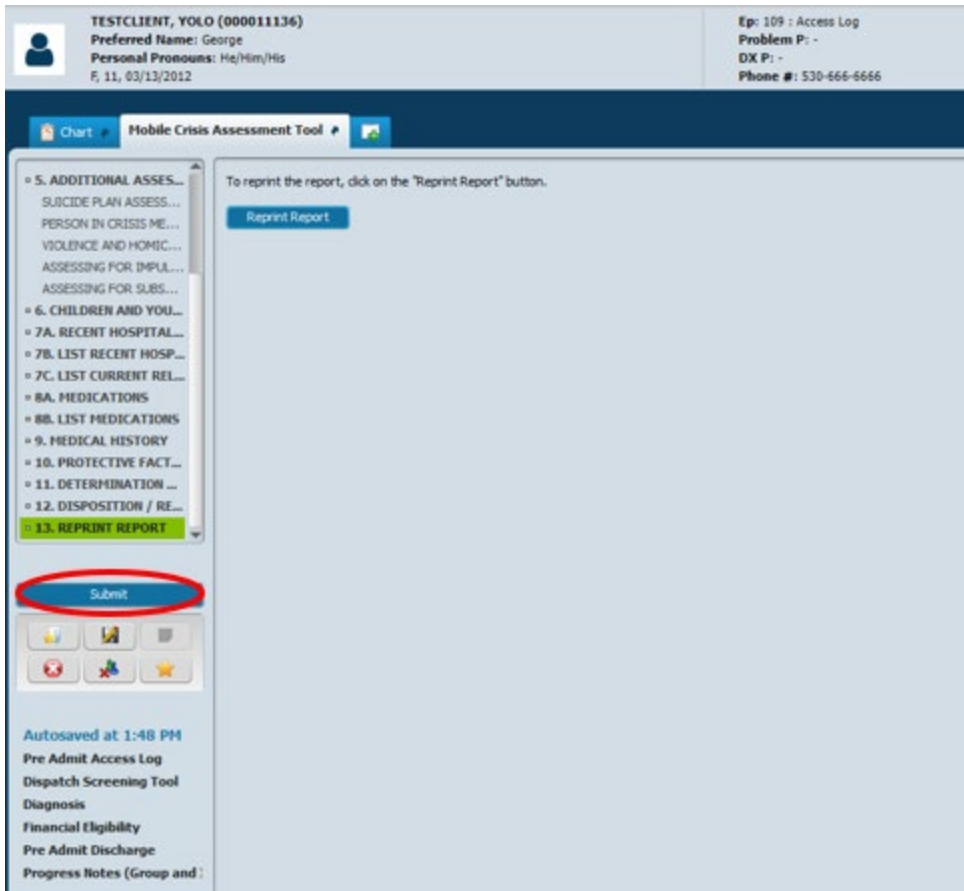 TESTCLIENT, YOLO (000011136)
Preferred Name: George
Personal Pronouns: He/Him/His
F, 11, 03/13/2012
Ep: 109 : Access Log
Problem P: -
DX P: -
Phone #: 530-666-6666
Chart
Mobile Crisis Assessment Tool
5. ADDITIONAL ASSES...
SUICIDE PLAN ASSESS...
PERSON IN CRISIS ME...
VIOLENCE AND HOMIC...
ASSESSING FOR IMPUL...
ASSESSING FOR SUBS...
6. CHILDREN AND YOU...
7A. RECENT HOSPITAL...
7B. LIST RECENT HOSP...
7C. LIST CURRENT REL...
8A. MEDICATIONS
8B. LIST MEDICATIONS
9. MEDICAL HISTORY
10. PROTECTIVE FACT...
11. DETERMINATION ...
12. DISPOSITION / RE...
13. REPRINT REPORT
To reprint the report, click on the "Reprint Report" button.
Reprint Report
Submit
Autosaved at 1:48 PM
Pre Admit Access Log
Dispatch Screening Tool
Diagnosis
Financial Eligibility
Pre Admit Discharge
Progress Notes (Group and